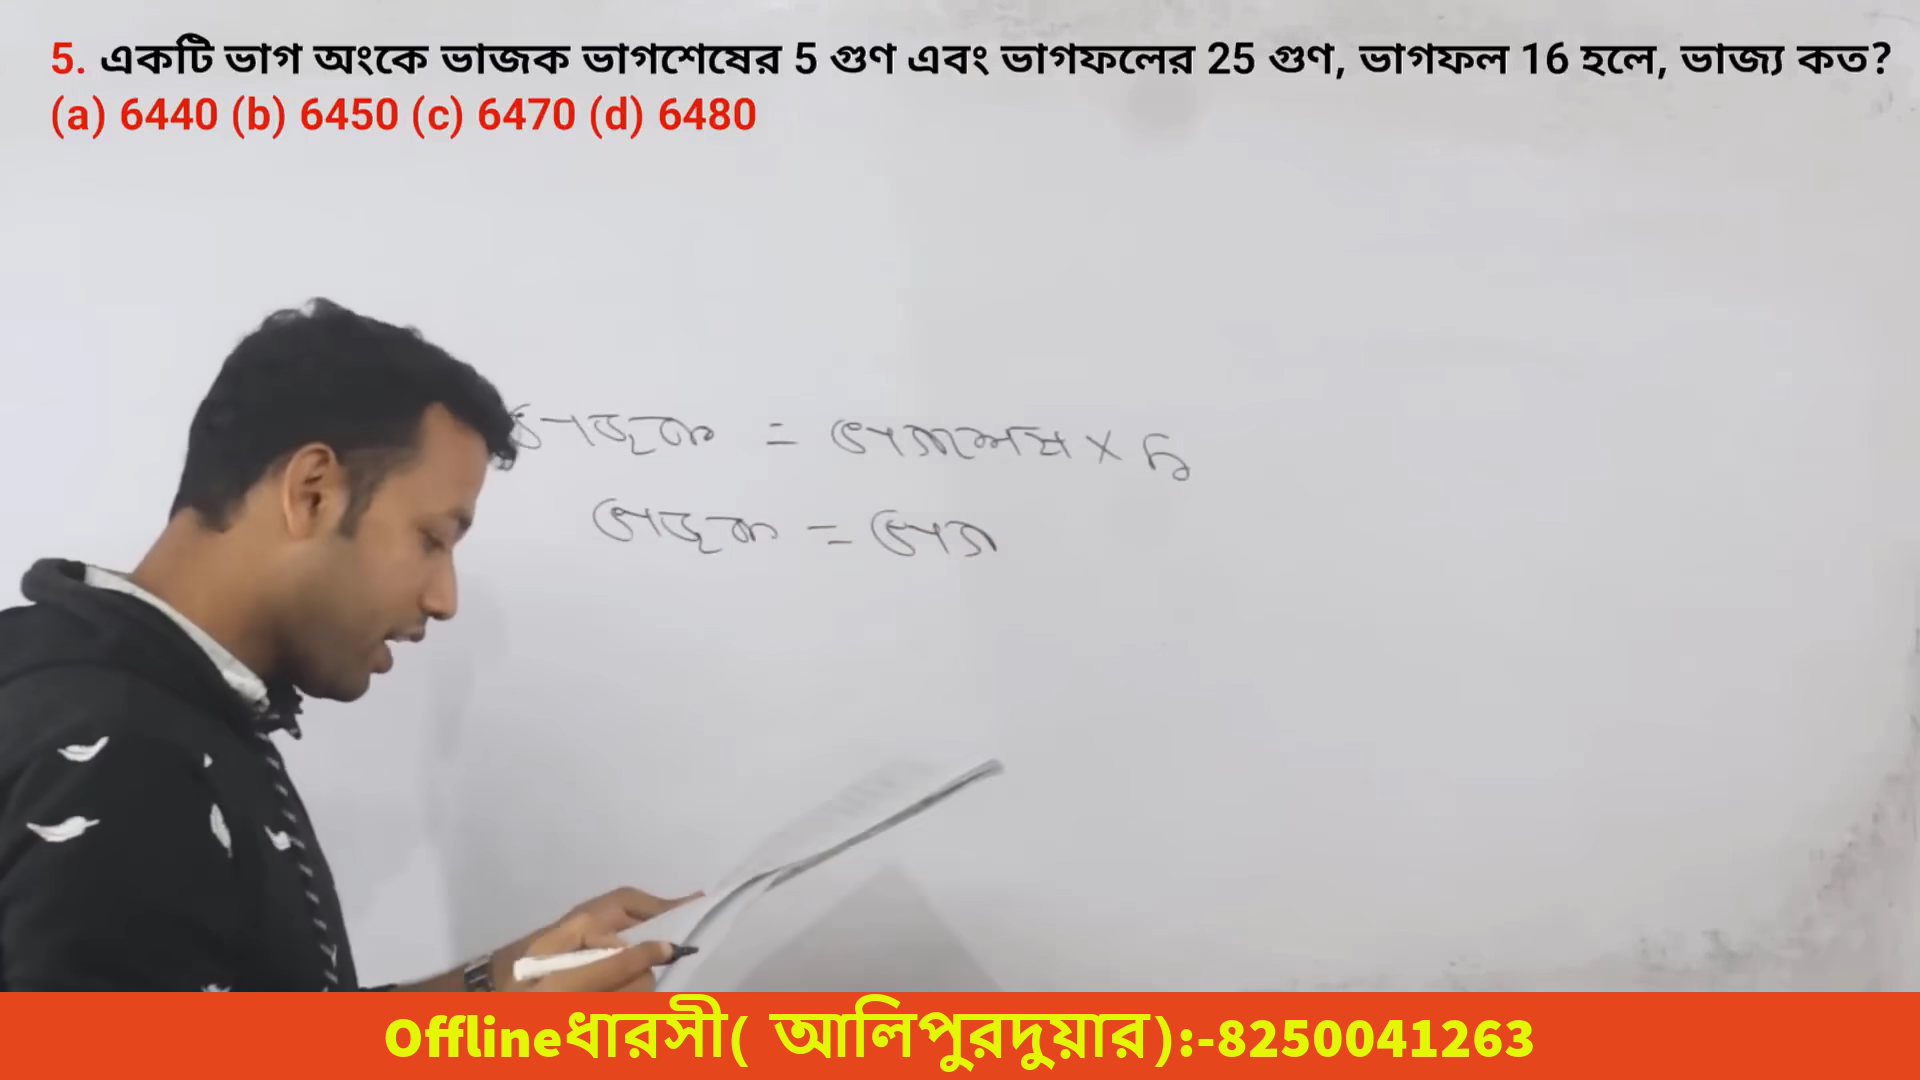 5. একটি ভাগ অংকে ভাজক ভাগশেষের 5 গুণ এবং ভাগফলের 25 গুণ, ভাগফল 16 হলে, ভাজ্য কত?
(a) 6440 (b) 6450 (c) 6470 (d) 6480
ভাজক = ভাগশেষ × 5
ভাজক = ভাগ
Offlineধারসী( আলিপুরদুয়ার):-8250041263